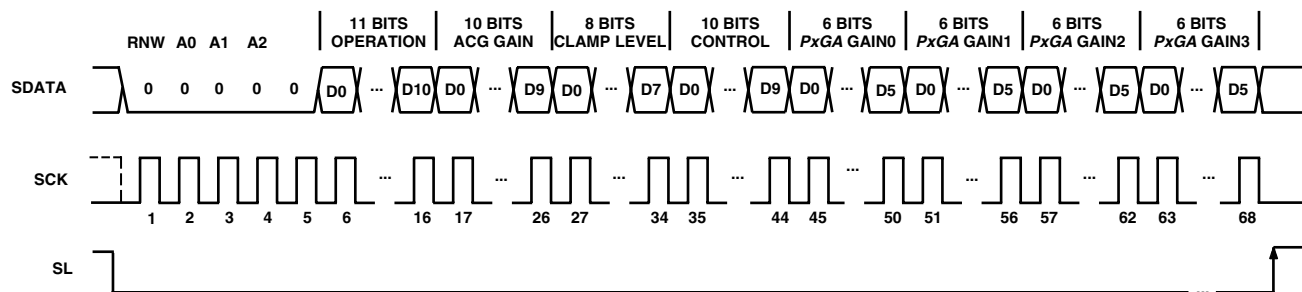 11 BITS 10 BITS 8 BITS 10 BITS 6 BITS 6 BITS 6 BITS 6 BITS
RNW A0 A1 A2 OPERATION ACG GAIN CLAMP LEVEL CONTROL PxGA GAIN0 PxGA GAIN1 PxGA GAIN2 PxGA GAIN3
SDATA 0 0 0 0 0 D0 ... D10 D0 ... D9 D0 ... D7 D0 ... D9 D0 ... D5 D0 ... D5 D0 ... D5 D0 ... D5
SCK ... ... ... ... ... ... ... ...
1 2 3 4 5 6 16 17 26 27 34 35 44 45 50 51 56 57 62 63 68
SL ...